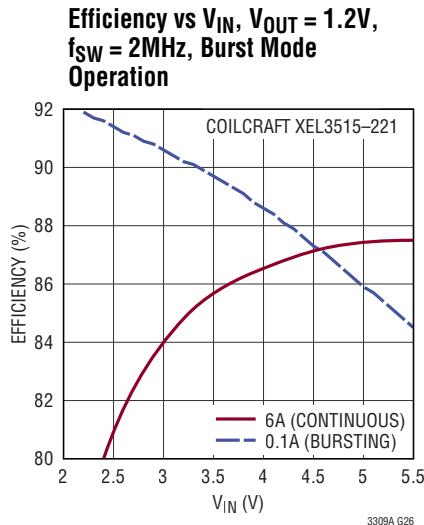 Efficiency vs VIN, VOUT = 1.2V,
fSW = 2MHz, Burst Mode
Operation
COILCRAFT XEL3515–221
EFFICIENCY (%)
92
90
88
86
84
82
80
6A (CONTINUOUS)
0.1A (BURSTING)
2 2.5 3 3.5 4 4.5 5 5.5
VIN (V)
3309A G26